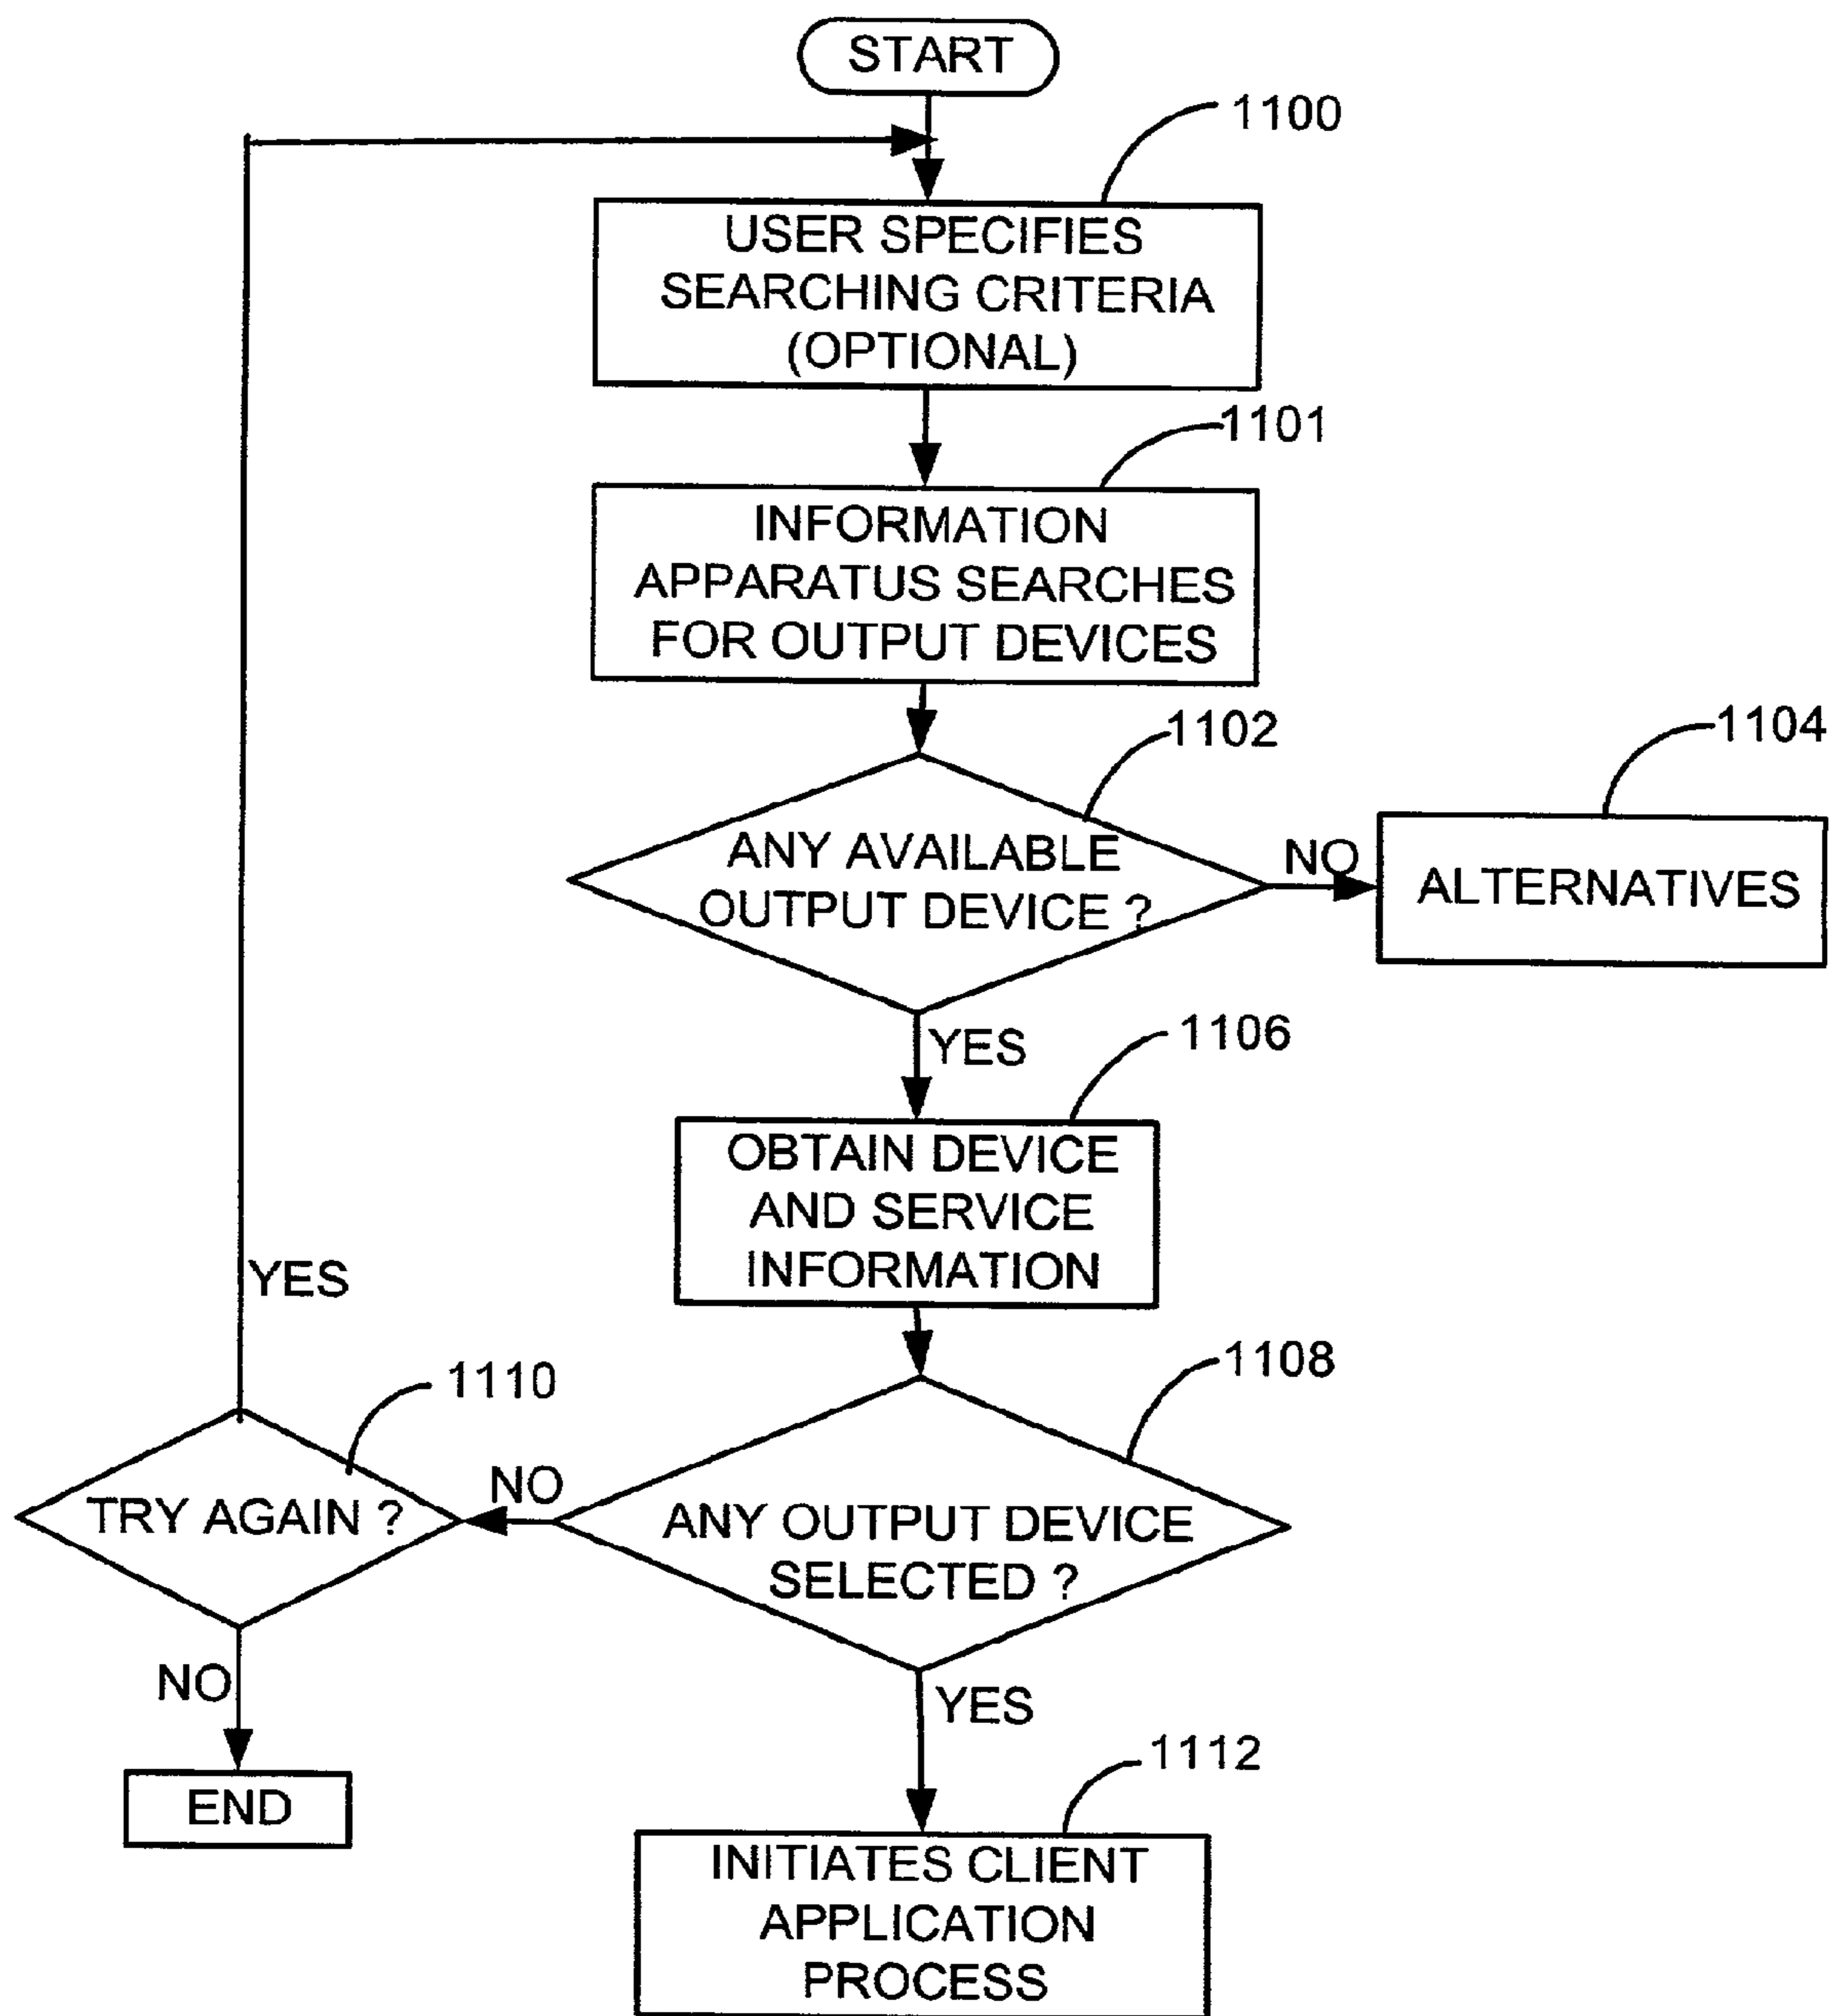 START
1100
USER SPECIFIES
SEARCHING CRITERIA
(OPTIONAL)
1101
INFORMATION
APPARATUS SEARCHES
FOR OUTPUT DEVICES
1102
1104
ANY AVAILABLE
OUTPUT DEVICE ?
NO
ALTERNATIVES
YES
1106
OBTAIN DEVICE
AND SERVICE
INFORMATION
YES
1108
1110
TRY AGAIN ?
NO
ANY OUTPUT DEVICE
SELECTED ?
NO
YES
END
1112
INITIATES CLIENT
APPLICATION
PROCESS